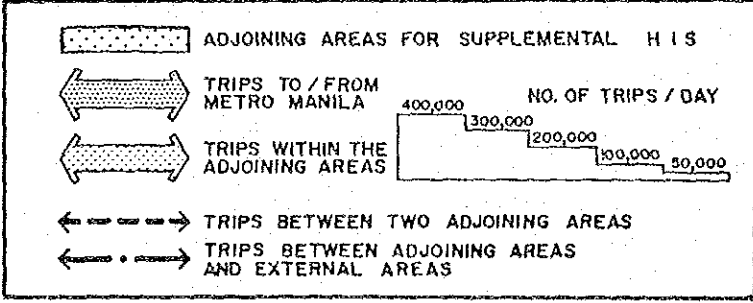 ADJOINING AREAS FOR SUPPLEMENTAL H I S
TRIPS TO / FROM
METRO MANILA
NO. OF TRIPS / DAY
400,000
300,000
200,000
100,000
50,000
TRIPS WITHIN THE
ADJOINING AREAS
TRIPS BETWEEN TWO ADJOINING AREAS
TRIPS BETWEEN ADJOINING AREAS
AND EXTERNAL AREAS